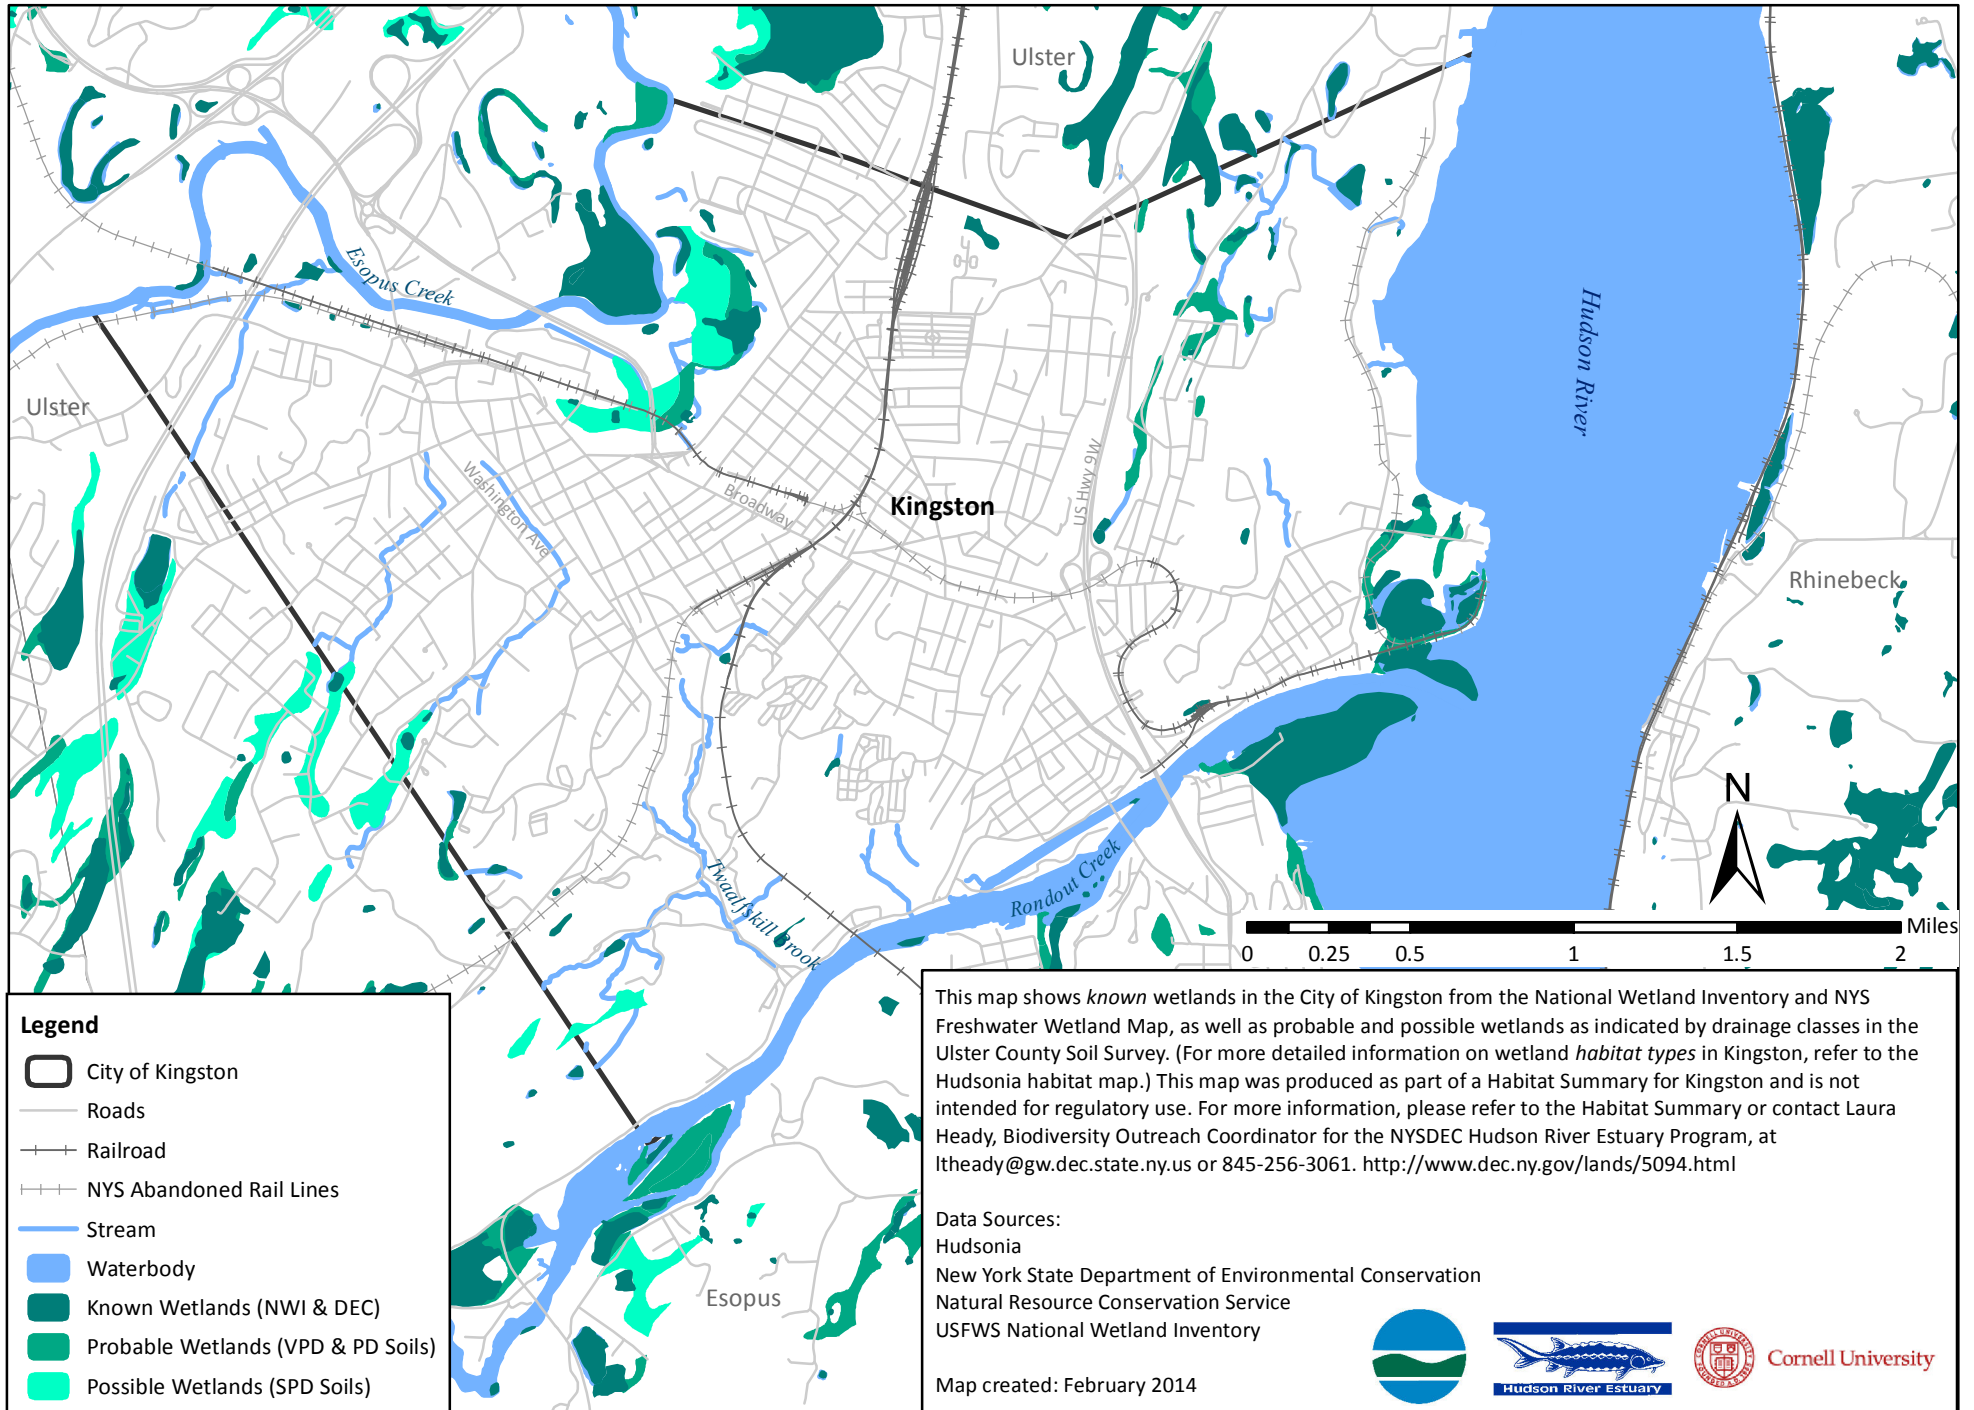 Ulster
Esopus Creek
Hudson River
Ulster
Washington Ave
Broadway
Kingston
US Hwy 9W
Rhinebeck
N
Twaalfskill Brook
Rondout Creek
Miles
0 0.25 0.5 1 1.5 2
Esopus
Legend
City of Kingston
Roads
Railroad
NYS Abandoned Rail Lines
Stream
Waterbody
Known Wetlands (NWI & DEC)
Probable Wetlands (VPD & PD Soils)
Possible Wetlands (SPD Soils)
This map shows known wetlands in the City of Kingston from the National Wetland Inventory and NYS
Freshwater Wetland Map, as well as probable and possible wetlands as indicated by drainage classes in the
Ulster County Soil Survey. (For more detailed information on wetland habitat types in Kingston, refer to the
Hudsonia habitat map.) This map was produced as part of a Habitat Summary for Kingston and is not
intended for regulatory use. For more information, please refer to the Habitat Summary or contact Laura
Heady, Biodiversity Outreach Coordinator for the NYSDEC Hudson River Estuary Program, at
ltheady@gw.dec.state.ny.us or 845-256-3061. http://www.dec.ny.gov/lands/5094.html
Data Sources:
Hudsonia
New York State Department of Environmental Conservation
Natural Resource Conservation Service
USFWS National Wetland Inventory
Map created: February 2014
Hudson River Estuary
Cornell University